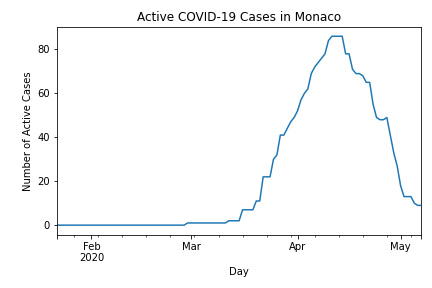 Active COVID-19 Cases in Monaco
Number of Active Cases
80
60
40
20
0
Feb
2020
Mar
Apr
May
Day